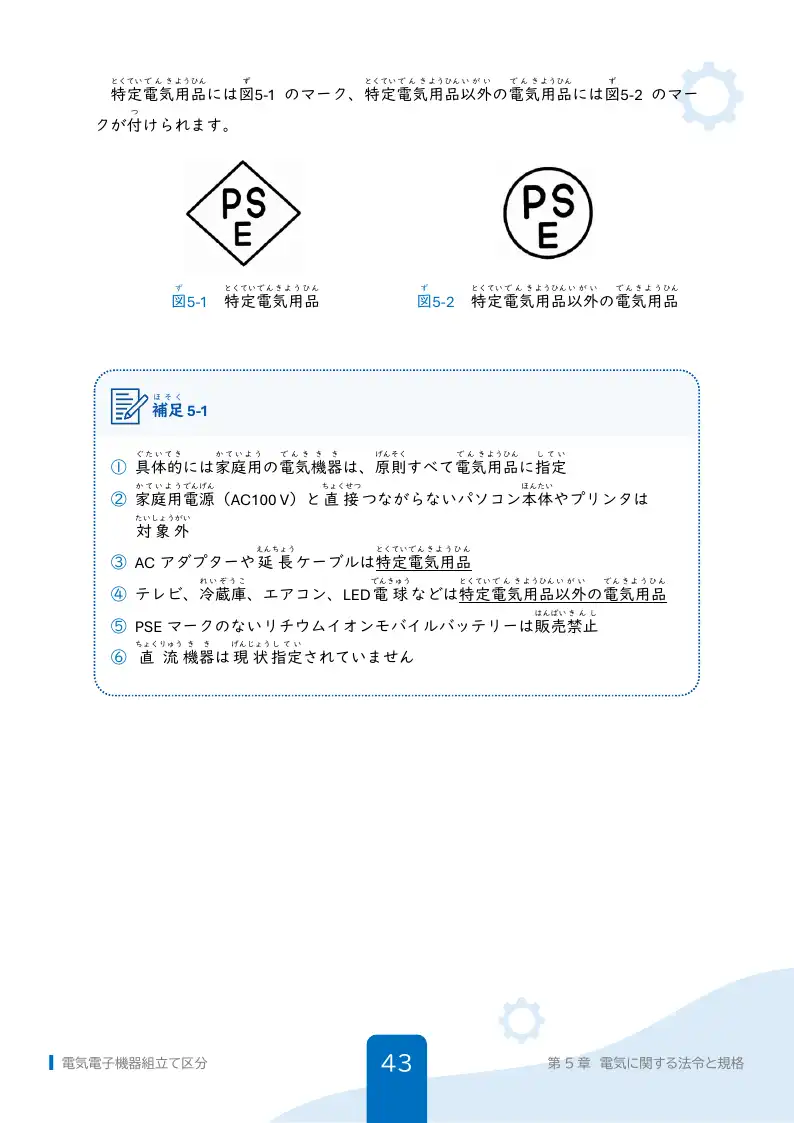 とくていでんきようひん ず とくていでんきようひんいがい でんきようひん ず
特定電気用品には図5-1 のマーク、特定電気用品以外の電気用品には図5-2 のマー
つ
クが付けられます。
PS
E
PS
E
ず とくていでんきようひん
図5-1 特定電気用品
ず とくていでんきようひんいがい でんきようひん
図5-2 特定電気用品以外の電気用品
ほそく
補足 5-1
ぐたいてき かていよう でんききき げんそく でんきようひん してい
① 具体的には家庭用の電気機器は、原則すべて電気用品に指定
かていようでんげん ちょくせつ ほんたい
② 家庭用電源（AC100 V）と直接つながらないパソコン本体やプリンタは
たいしょうがい
対象外
えんちょう とくていでんきようひん
③ AC アダプターや延長ケーブルは特定電気用品
れいぞうこ でんきゅう とくていでんきようひんいがい でんきようひん
④ テレビ、冷蔵庫、エアコン、LED電球などは特定電気用品以外の電気用品
はんばいきんし
⑤ PSE マークのないリチウムイオンモバイルバッテリーは販売禁止
ちょくりゅうきき げんじょうしてい
⑥ 直流機器は現状指定されていません
電気電子機器組立て区分
43
第 5 章 電気に関する法令と規格